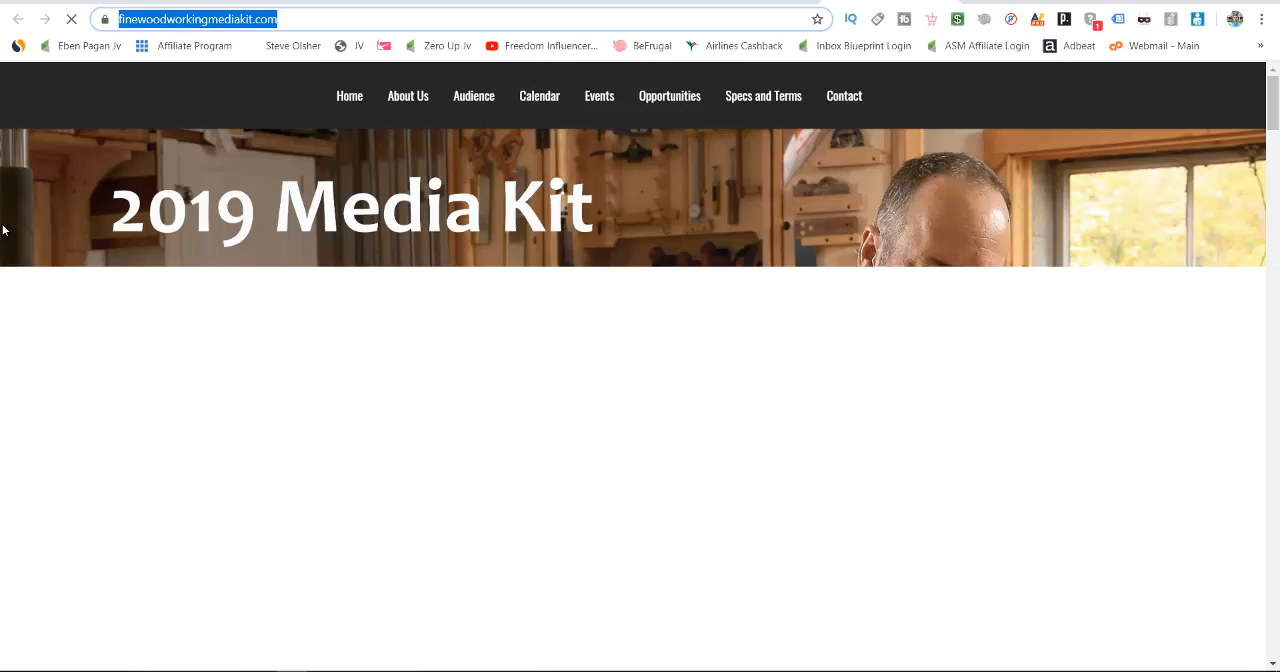 finewoodworkingmediakit.com
IQ
1
Eben Pagan Jv Affiliate Program Steve Olsher JV Zero Up Jv Freedom Influencer... BeFrugal Airlines Cashback Inbox Blueprint Login ASM Affiliate Login a Adbeat Webmail - Main »
Home About Us Audience Calendar Events Opportunities Specs and Terms Contact
2019 Media Kit